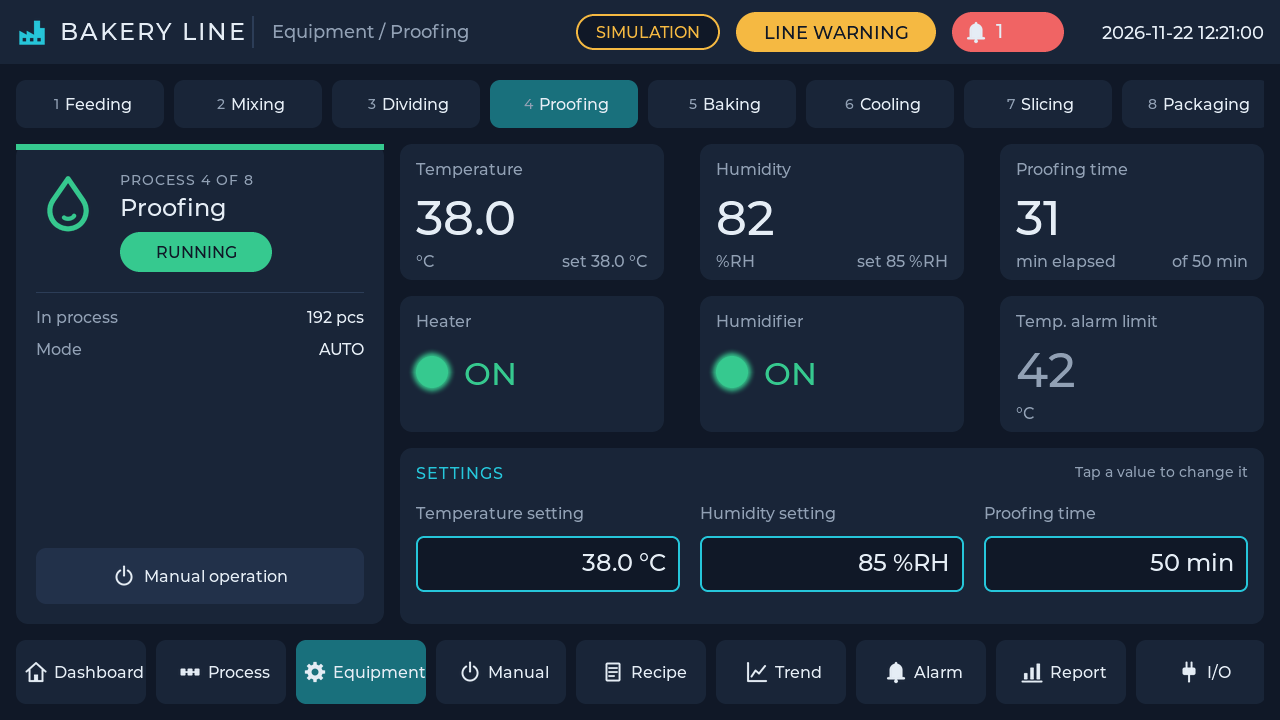 BAKERY LINE
Equipment / Proofing
SIMULATION
LINE WARNING
1
2026-11-22 12:21:00
1 Feeding
2 Mixing
3 Dividing
4 Proofing
5 Baking
6 Cooling
7 Slicing
8 Packaging
PROCESS 4 OF 8
Proofing
RUNNING
In process 192 pcs
Mode AUTO
Manual operation
Temperature
38.0
°C set 38.0 °C
Humidity
82
%RH set 85 %RH
Proofing time
31
min elapsed of 50 min
Heater
ON
Humidifier
ON
Temp. alarm limit
42
°C
SETTINGS
Tap a value to change it
Temperature setting
38.0 °C
Humidity setting
85 %RH
Proofing time
50 min
Dashboard
Process
Equipment
Manual
Recipe
Trend
Alarm
Report
I/O